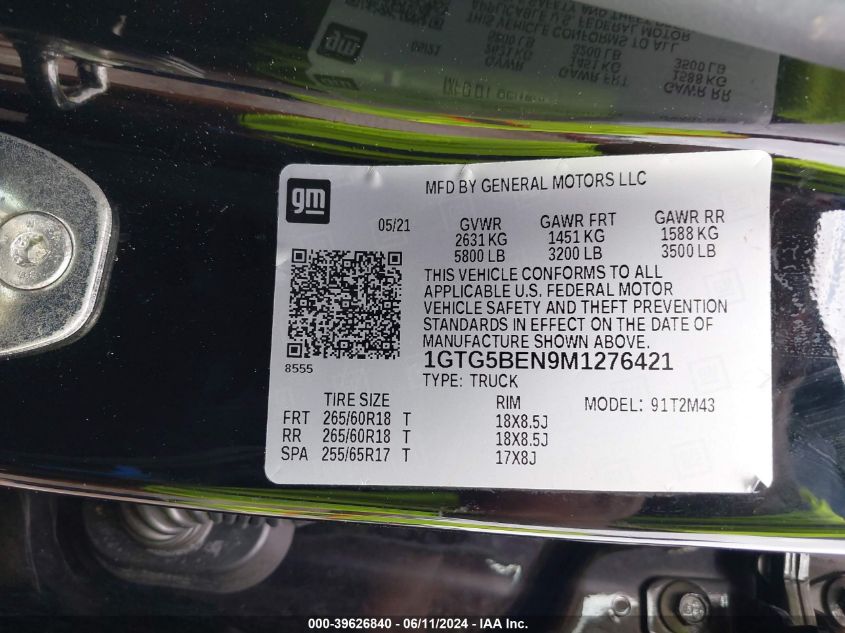 gm
MFD BY GENERAL MOTORS LLC
05/21 GVWR GAWR FRT GAWR RR
2631 KG 1451 KG 1588 KG
5800 LB 3200 LB 3500 LB
THIS VEHICLE CONFORMS TO ALL
APPLICABLE U.S. FEDERAL MOTOR
VEHICLE SAFETY AND THEFT PREVENTION
STANDARDS IN EFFECT ON THE DATE OF
MANUFACTURE SHOWN ABOVE.
8555 1GTG5BEN9M1276421
TYPE: TRUCK
TIRE SIZE RIM MODEL: 91T2M43
FRT 265/60R18 T 18X8.5J
RR 265/60R18 T 18X8.5J
SPA 255/65R17 T 17X8J
000-39626840 - 06/11/2024 - IAA Inc.